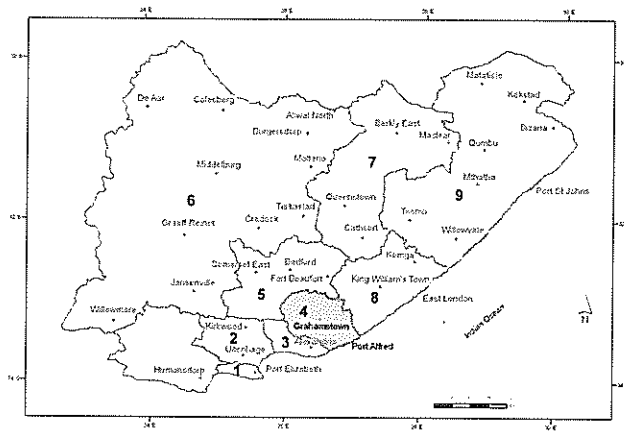 Matatiele
De Aar
Colesberg
Kokstad
Aliwal North
Barkly East
Bizana
Burgersdorp
Maclear
Qumbu
Molteno
7
Middelburg
Mthatha
9
Port St Johns
6
Queenstown
Tarkastad
Tsomo
Graaff Reinet
Cradock
Cathcart
Willowvale
Komga
Somerset East
Bedford
Fort Beaufort
King William's Town
Jansenville
5
8
East London
4
Willowmore
Grahamstown
Indian Ocean
Kirkwood
2
3
Port Alfred
Uitenhage
Humansdorp
1
Port Elizabeth
N